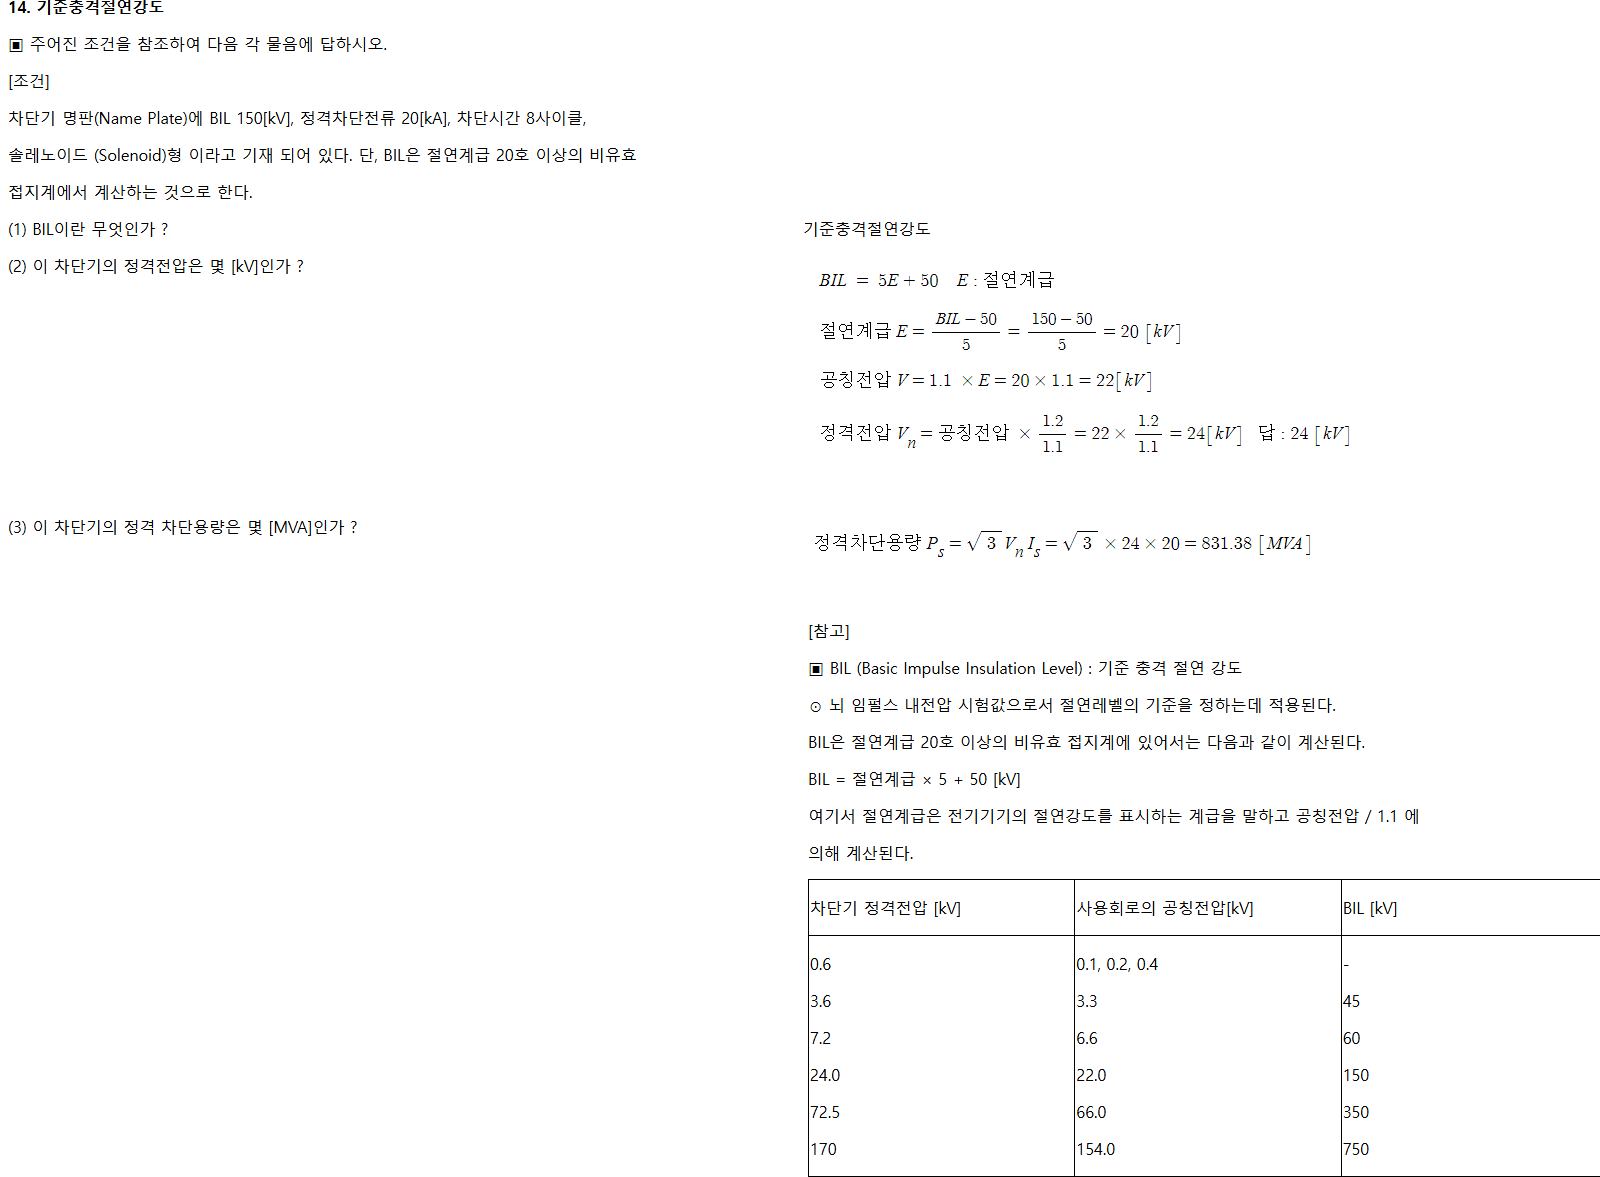 14. 기준충격절연강도
▣ 주어진 조건을 참조하여 다음 각 물음에 답하시오.
[조건]
차단기 명판(Name Plate)에 BIL 150[kV], 정격차단전류 20[kA], 차단시간 8사이클,
솔레노이드 (Solenoid)형 이라고 기재 되어 있다. 단, BIL은 절연계급 20호 이상의 비유효
접지계에서 계산하는 것으로 한다.
(1) BIL이란 무엇인가 ?
기준충격절연강도
(2) 이 차단기의 정격전압은 몇 [kV]인가 ?
BIL = 5E + 50 E : 절연계급
절연계급 E = \frac{BIL - 50}{5} = \frac{150 - 50}{5} = 20 [kV]
공칭전압 V = 1.1 × E = 20 × 1.1 = 22[kV]
정격전압 V_n = 공칭전압 × \frac{1.2}{1.1} = 22 × \frac{1.2}{1.1} = 24[kV] 답 : 24 [kV]
(3) 이 차단기의 정격 차단용량은 몇 [MVA]인가 ?
정격차단용량 P_s = √3 V_n I_s = √3 × 24 × 20 = 831.38 [MVA]
[참고]
▣ BIL (Basic Impulse Insulation Level) : 기준 충격 절연 강도
⊙ 뇌 임펄스 내전압 시험값으로서 절연레벨의 기준을 정하는데 적용된다.
BIL은 절연계급 20호 이상의 비유효 접지계에 있어서는 다음과 같이 계산된다.
BIL = 절연계급 × 5 + 50 [kV]
여기서 절연계급은 전기기기의 절연강도를 표시하는 계급을 말하고 공칭전압 / 1.1 에
의해 계산된다.
차단기 정격전압 [kV] 사용회로의 공칭전압[kV] BIL [kV]
0.6 0.1, 0.2, 0.4 -
3.6 3.3 45
7.2 6.6 60
24.0 22.0 150
72.5 66.0 350
170 154.0 750